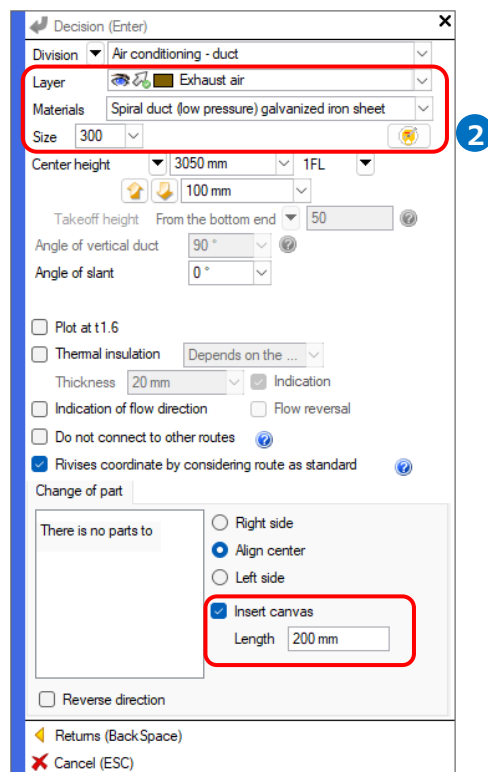 Decision (Enter)
Division Air conditioning - duct
Layer Exhaust air
Materials Spiral duct (low pressure) galvanized iron sheet
Size 300
2
Center height 3050 mm 1FL
100 mm
Takeoff height From the bottom end 50
Angle of vertical duct 90 °
Angle of slant 0 °
Plot at t1.6
Thermal insulation Depends on the ...
Thickness 20 mm Indication
Indication of flow direction Flow reversal
Do not connect to other routes
Rivises coordinate by considering route as standard
Change of part
There is no parts to
Right side
Align center
Left side
Insert canvas
Length 200 mm
Reverse direction
Returns (Back Space)
Cancel (ESC)